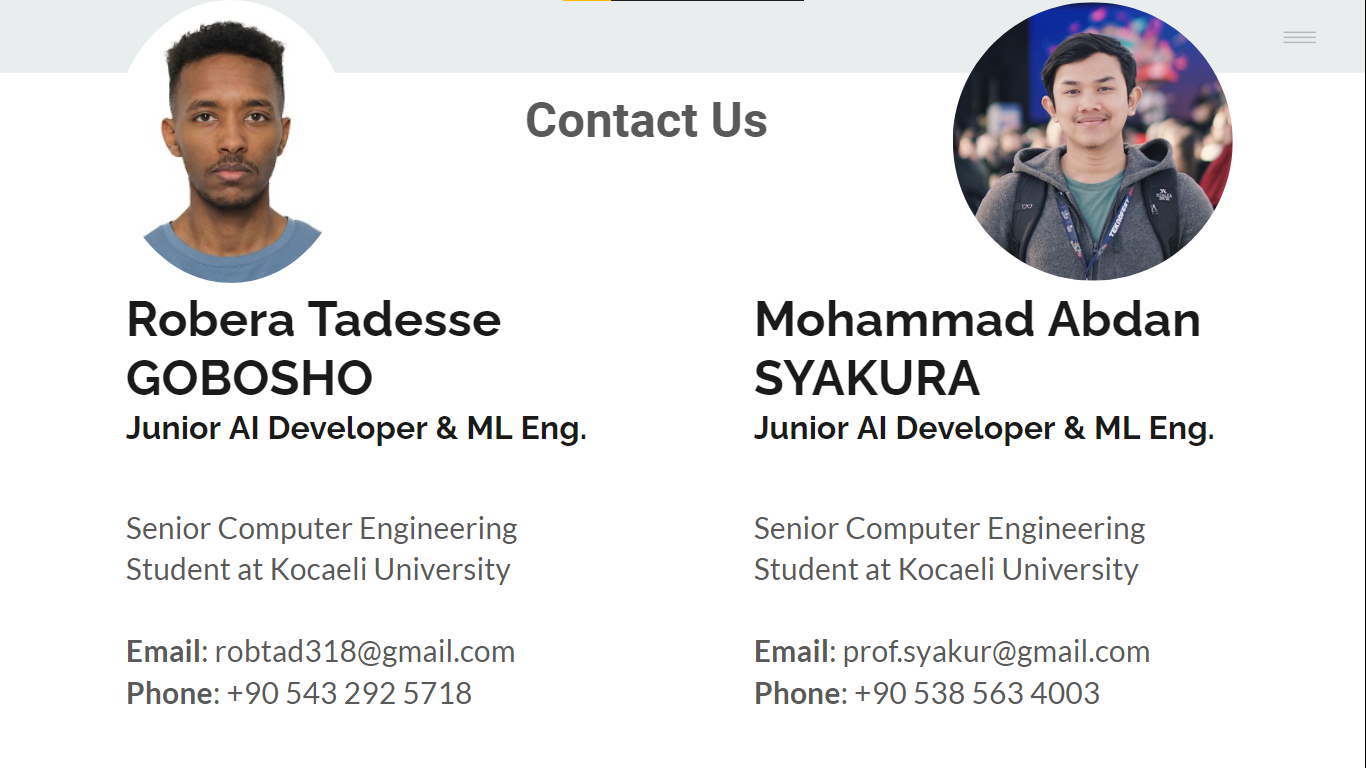 Contact Us
TEKNOFEST
Robera Tadesse
GOBOSHO
Junior AI Developer & ML Eng.
Senior Computer Engineering
Student at Kocaeli University
Email: robtad318@gmail.com
Phone: +90 543 292 5718
Mohammad Abdan
SYAKURA
Junior AI Developer & ML Eng.
Senior Computer Engineering
Student at Kocaeli University
Email: prof.syakur@gmail.com
Phone: +90 538 563 4003